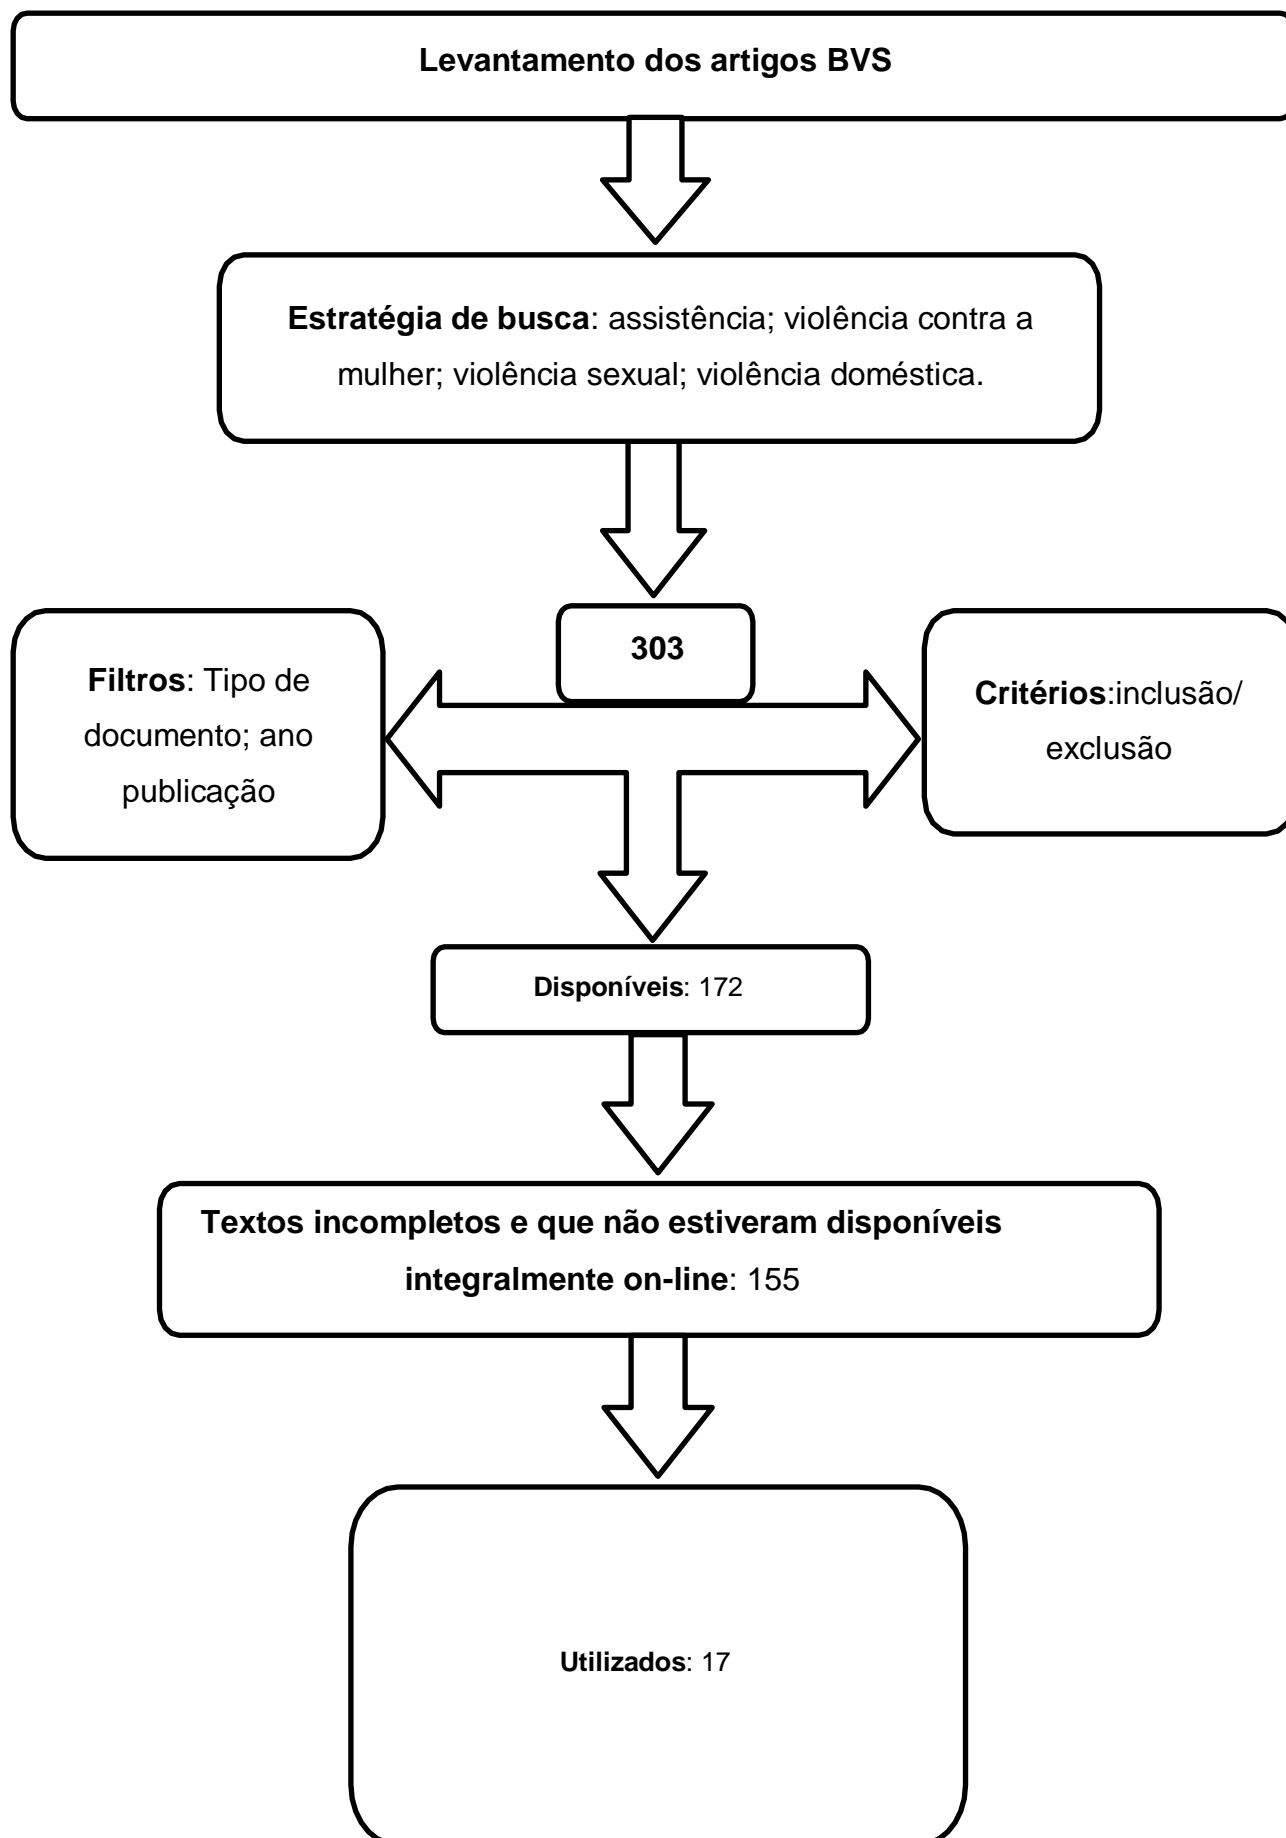 Levantamento dos artigos BVS
Estratégia de busca: assistência; violência contra a
mulher; violência sexual; violência doméstica.
303
Filtros: Tipo de
documento; ano
publicação
Critérios:inclusão/
exclusão
Disponíveis: 172
Textos incompletos e que não estiveram disponíveis
integralmente on-line: 155
Utilizados: 17